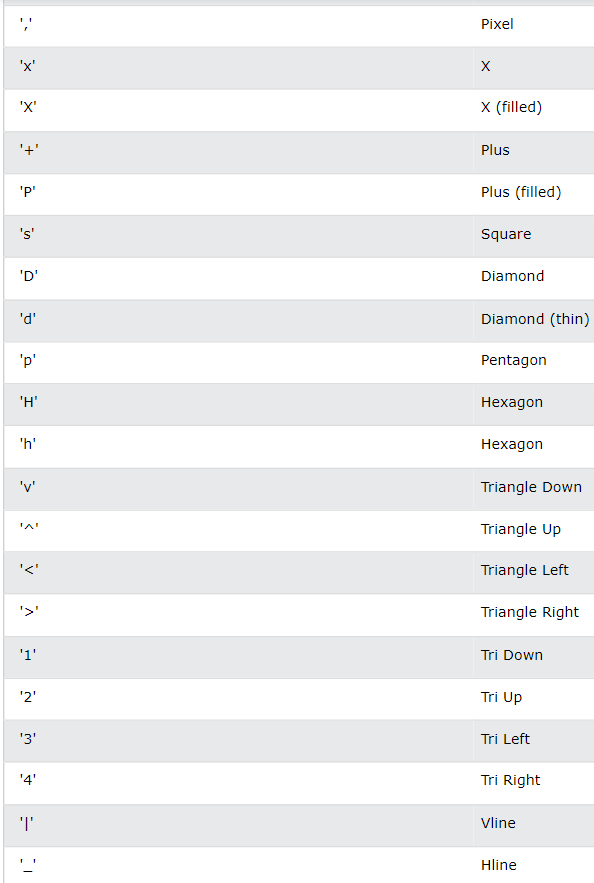 ',' Pixel
'x' X
'X' X (filled)
'+' Plus
'P' Plus (filled)
's' Square
'D' Diamond
'd' Diamond (thin)
'p' Pentagon
'H' Hexagon
'h' Hexagon
'v' Triangle Down
'^' Triangle Up
'<' Triangle Left
'>' Triangle Right
'1' Tri Down
'2' Tri Up
'3' Tri Left
'4' Tri Right
'|' Vline
'_' Hline